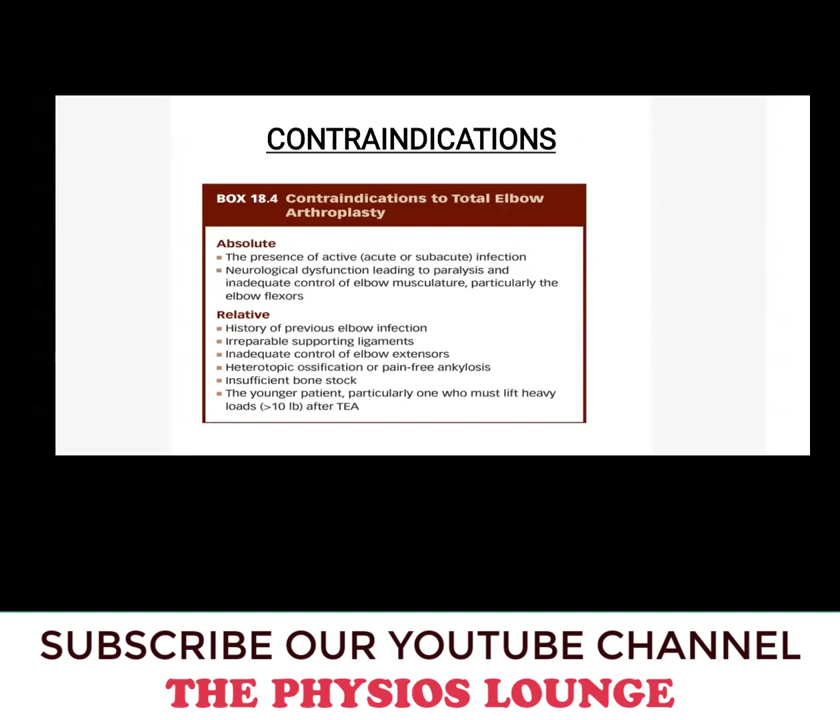 CONTRAINDICATIONS
BOX 18.4 Contraindications to Total Elbow
Arthroplasty
Absolute
▪ The presence of active (acute or subacute) infection
▪ Neurological dysfunction leading to paralysis and
inadequate control of elbow musculature, particularly the
elbow flexors
Relative
▪ History of previous elbow infection
▪ Irreparable supporting ligaments
▪ Inadequate control of elbow extensors
▪ Heterotopic ossification or pain-free ankylosis
▪ Insufficient bone stock
▪ The younger patient, particularly one who must lift heavy
loads (>10 lb) after TEA
SUBSCRIBE OUR YOUTUBE CHANNEL
THE PHYSIOS LOUNGE